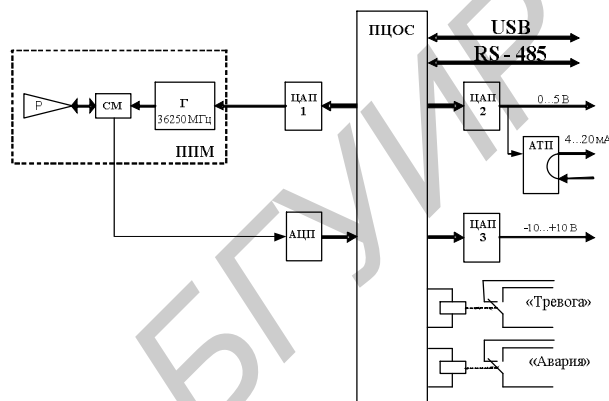 ПЦОС
USB
RS - 485
Р
СМ
Г
36250 МГц
ППМ
ЦАП
1
ЦАП
2
0...5 В
АТП
4...20 мА
АЦП
ЦАП
3
-10...+10 В
«Тревога»
«Авария»
БГУИР